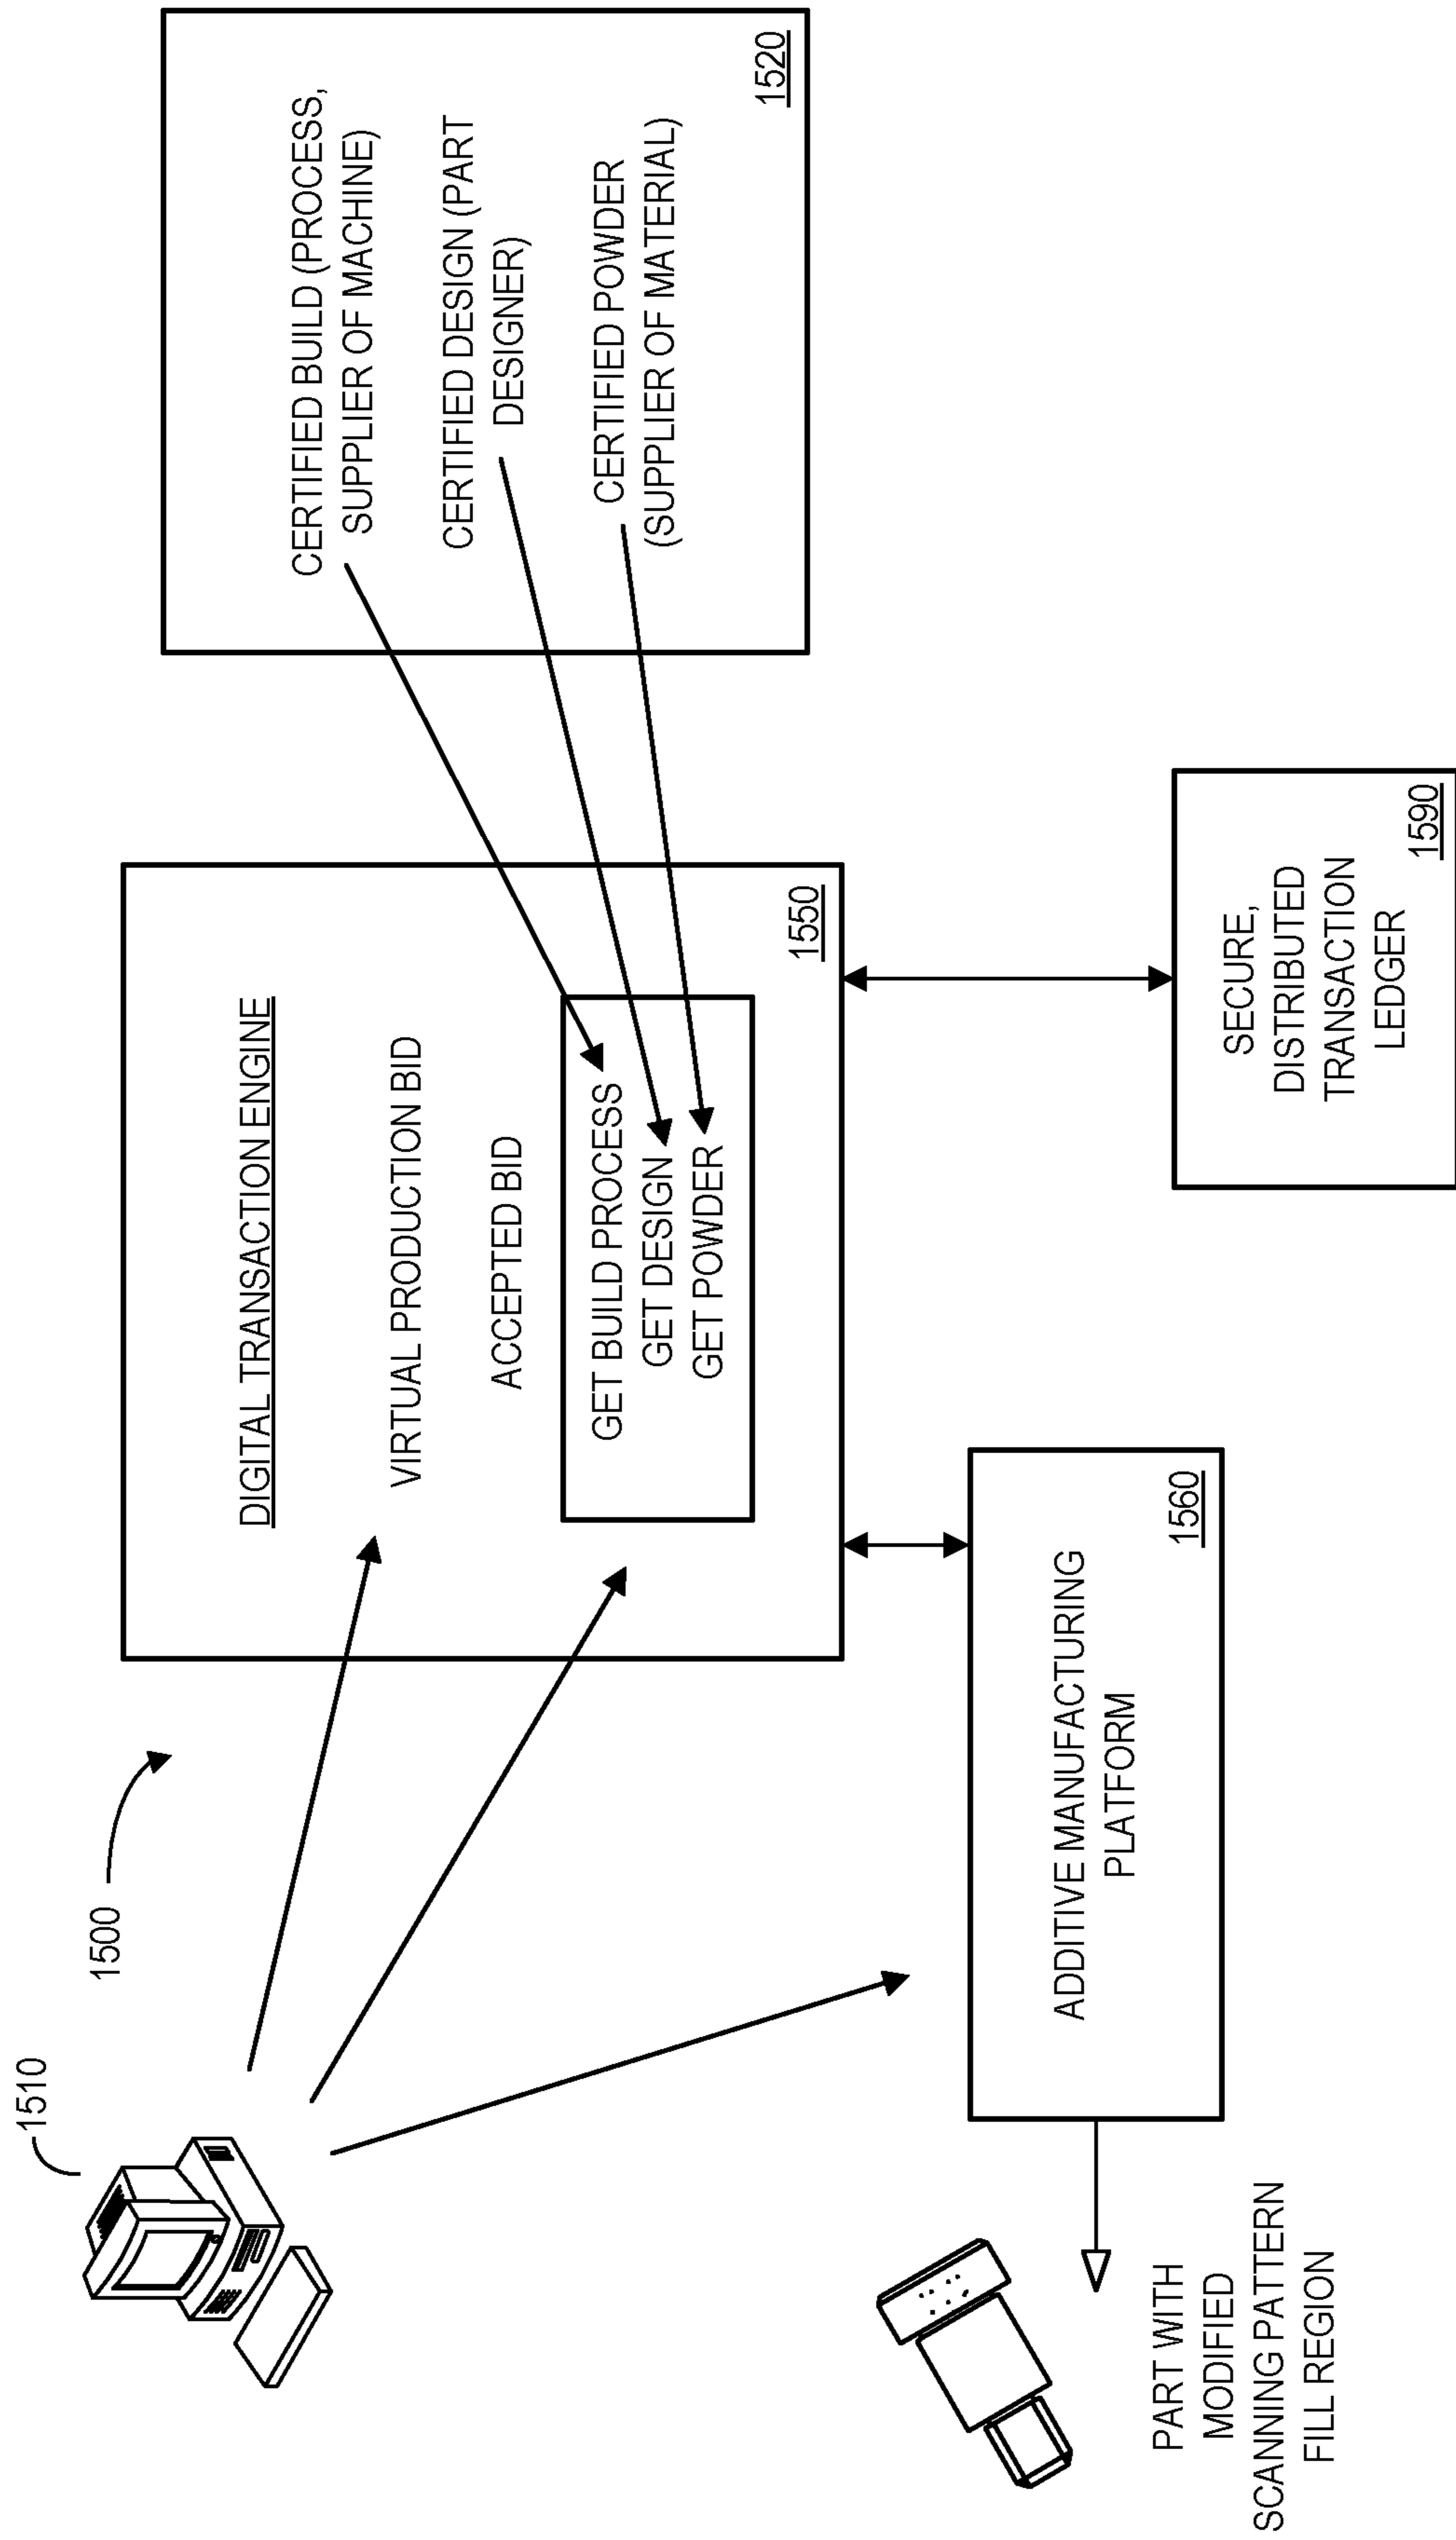 1510
1500
DIGITAL TRANSACTION ENGINE
VIRTUAL PRODUCTION BID
ACCEPTED BID
GET BUILD PROCESS
GET DESIGN
GET POWDER
1550
CERTIFIED BUILD (PROCESS,
SUPPLIER OF MACHINE)
CERTIFIED DESIGN (PART
DESIGNER)
CERTIFIED POWDER
(SUPPLIER OF MATERIAL)
1520
PART WITH
MODIFIED
SCANNING PATTERN
FILL REGION
ADDITIVE MANUFACTURING
PLATFORM
1560
SECURE,
DISTRIBUTED
TRANSACTION
LEDGER
1590